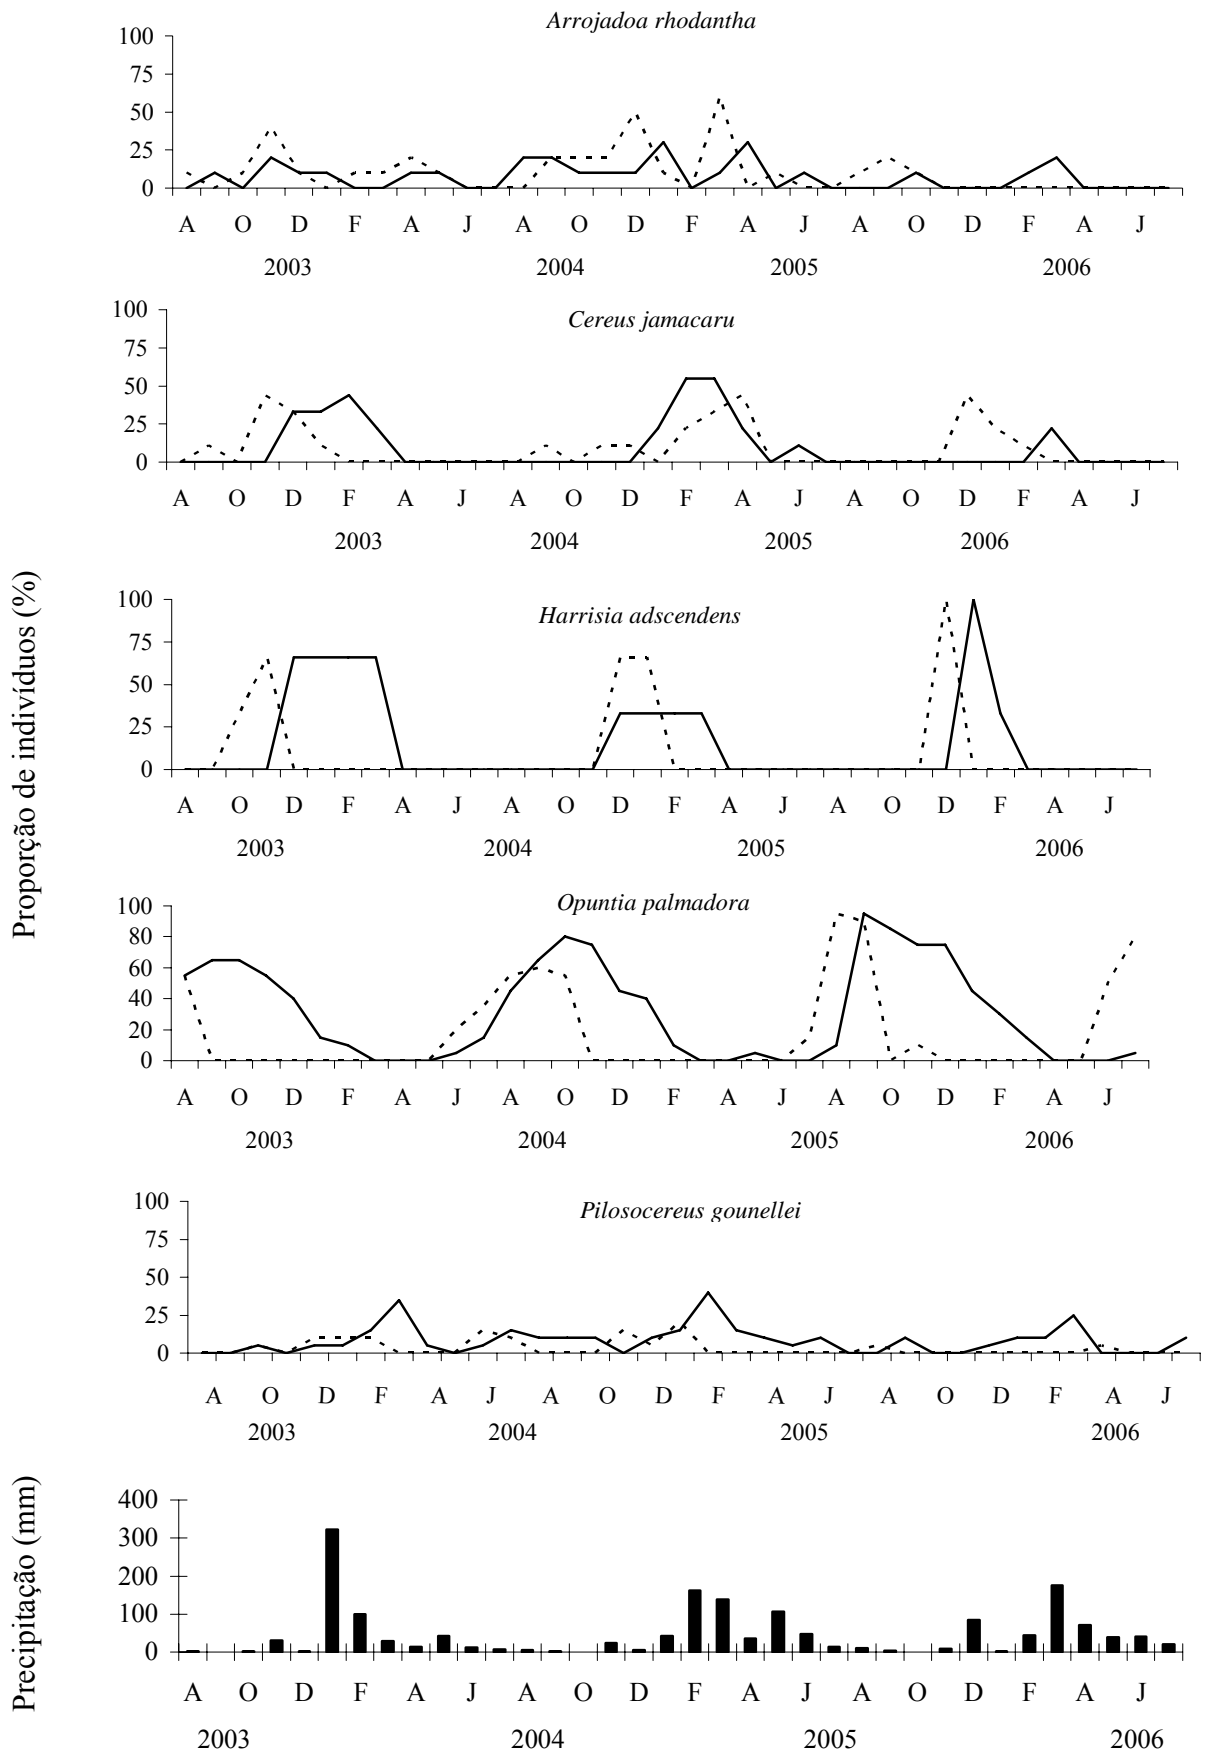 Arrojadoa rhodantha
100
75
50
25
0
A O D F A J A O D F A J A O D F A J
2003 2004 2005 2006
Cereus jamacaru
100
75
50
25
0
A O D F A J A O D F A J A O D F A J
2003 2004 2005 2006
Proporção de indivíduos (%)
Harrisia adscendens
100
75
50
25
0
A O D F A J A O D F A J A O D F A J
2003 2004 2005 2006
Opuntia palmadora
100
80
60
40
20
0
A O D F A J A O D F A J A O D F A J
2003 2004 2005 2006
Pilosocereus gounellei
100
75
50
25
0
A O D F A J A O D F A J A O D F A J
2003 2004 2005 2006
Precipitação (mm)
400
300
200
100
0
A O D F A J A O D F A J A O D F A J
2003 2004 2005 2006